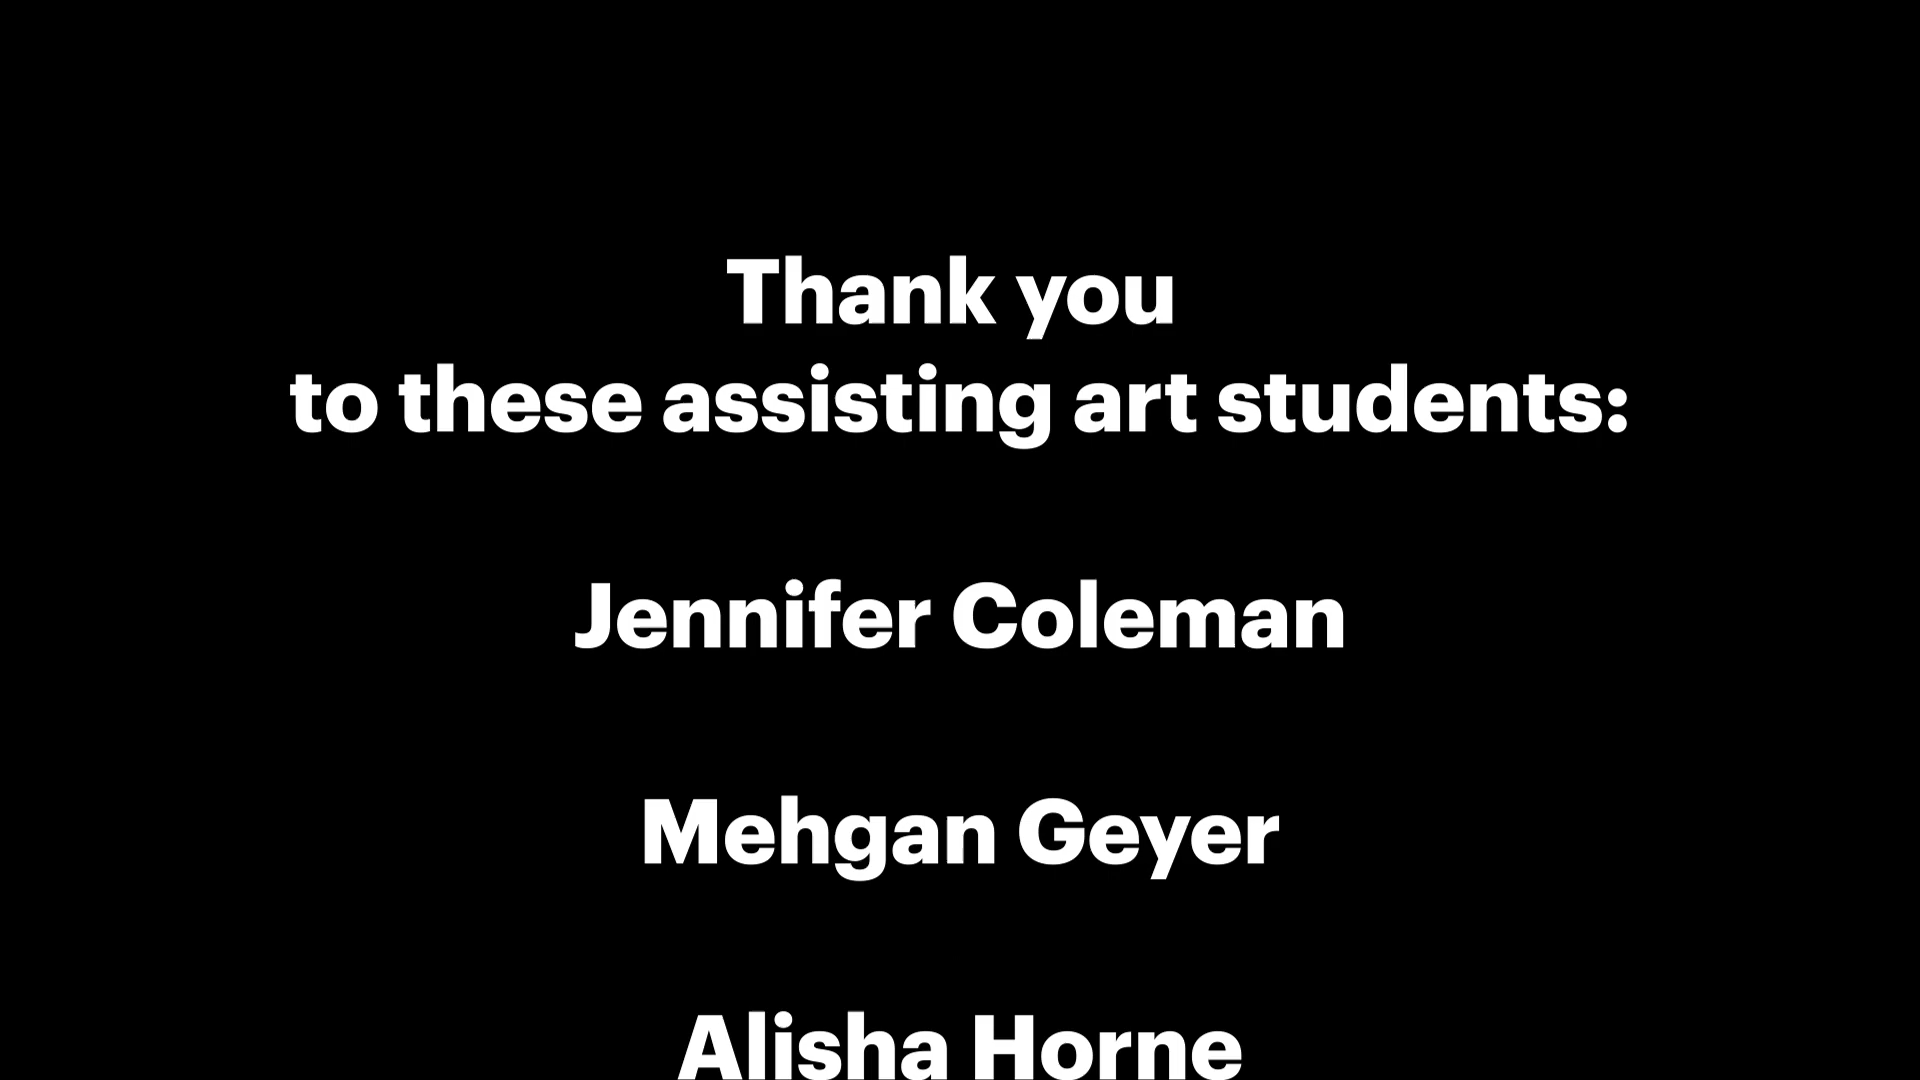 Thank you
to these assisting art students:
Jennifer Coleman
Mehgan Geyer
Alisha Horne